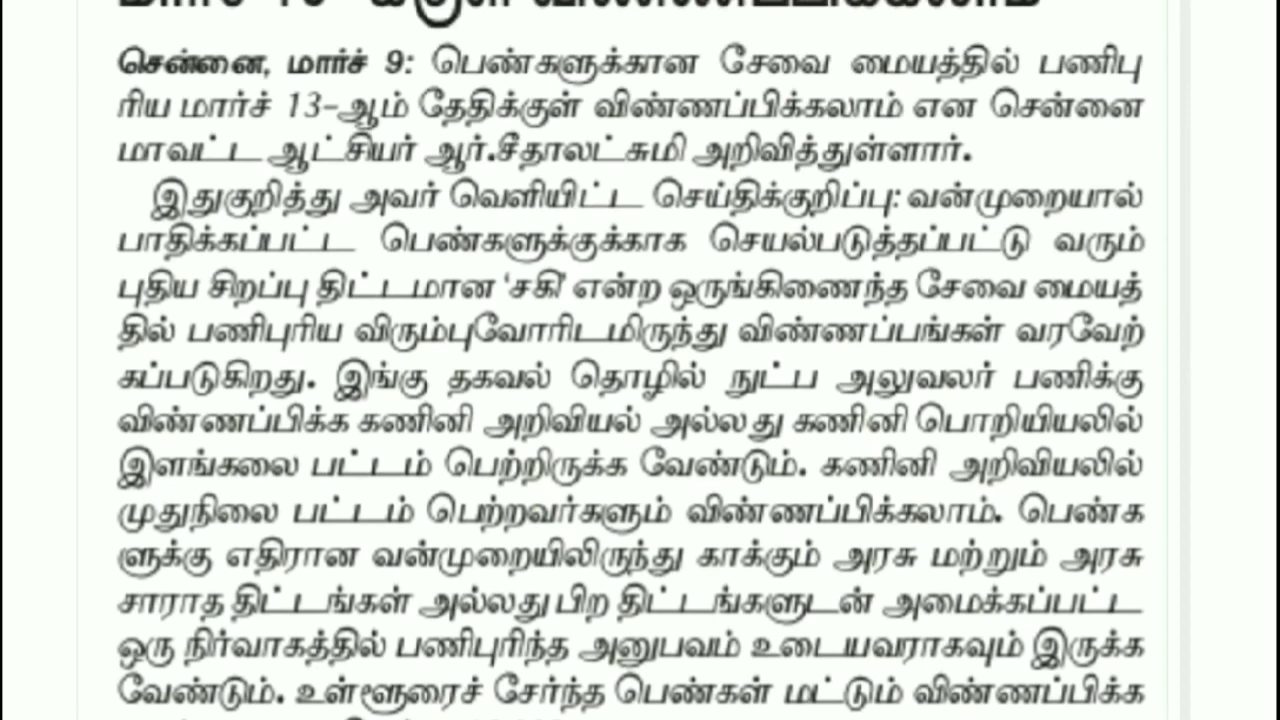 சென்னை, மார்ச் 9: பெண்களுக்கான சேவை மையத்தில் பணிபு
ரிய மார்ச் 13-ஆம் தேதிக்குள் விண்ணப்பிக்கலாம் என சென்னை
மாவட்ட ஆட்சியர் ஆர்.சீதாலட்சுமி அறிவித்துள்ளார்.
இதுகுறித்து அவர் வெளியிட்ட செய்திக்குறிப்பு: வன்முறையால்
பாதிக்கப்பட்ட பெண்களுக்குக்காக செயல்படுத்தப்பட்டு வரும்
புதிய சிறப்பு திட்டமான 'சகி' என்ற ஒருங்கிணைந்த சேவை மையத்
தில் பணிபுரிய விரும்புவோரிடமிருந்து விண்ணப்பங்கள் வரவேற்
கப்படுகிறது. இங்கு தகவல் தொழில் நுட்ப அலுவலர் பணிக்கு
விண்ணப்பிக்க கணினி அறிவியல் அல்லது கணினி பொறியியலில்
இளங்கலை பட்டம் பெற்றிருக்க வேண்டும். கணினி அறிவியலில்
முதுநிலை பட்டம் பெற்றவர்களும் விண்ணப்பிக்கலாம். பெண்க
ளுக்கு எதிரான வன்முறையிலிருந்து காக்கும் அரசு மற்றும் அரசு
சாராத திட்டங்கள் அல்லது பிற திட்டங்களுடன் அமைக்கப்பட்ட
ஒரு நிர்வாகத்தில் பணிபுரிந்த அனுபவம் உடையவராகவும் இருக்க
வேண்டும். உள்ளூரைச் சேர்ந்த பெண்கள் மட்டும் விண்ணப்பிக்க